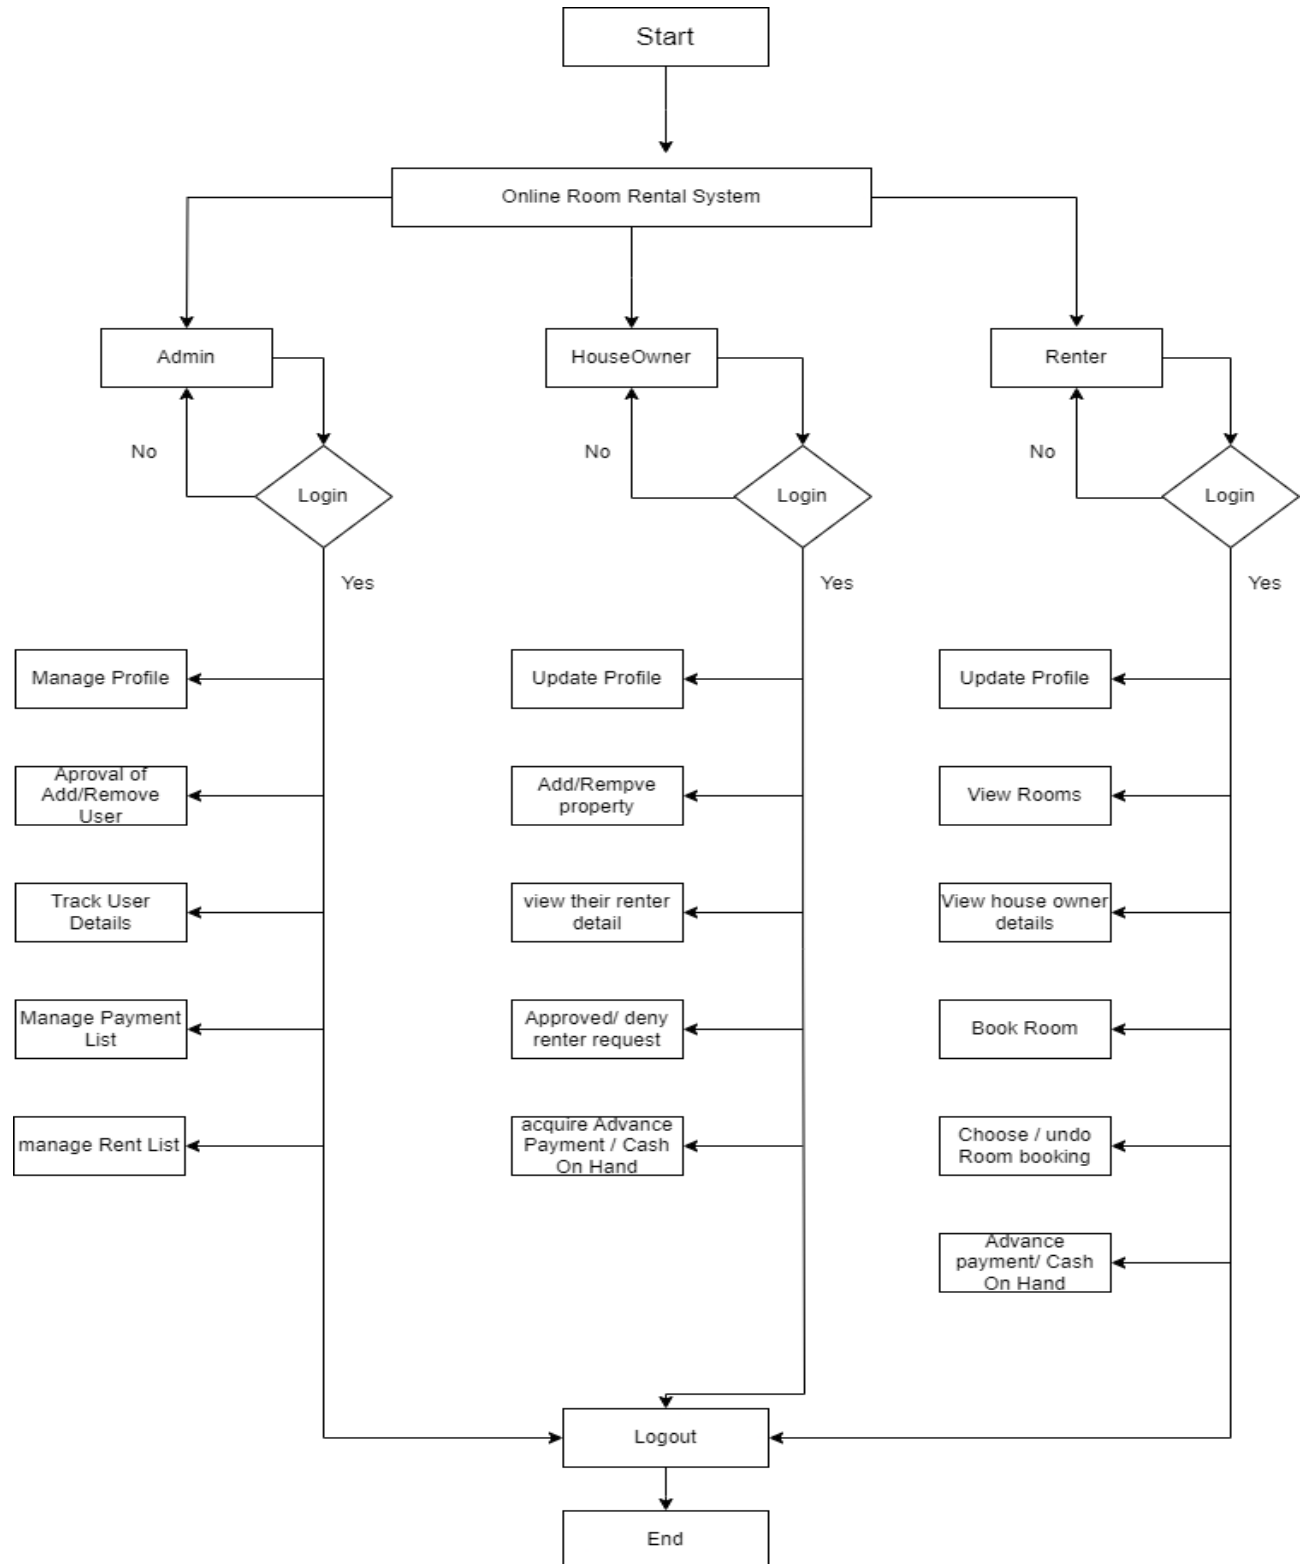 Start
Online Room Rental System
Admin
HouseOwner
Renter
No
No
No
Login
Login
Login
Yes
Yes
Yes
Manage Profile
Update Profile
Update Profile
Aproval of
Add/Remove
User
Add/Rempve
property
View Rooms
Track User
Details
view their renter
detail
View house owner
details
Manage Payment
List
Approved/ deny
renter request
Book Room
manage Rent List
acquire Advance
Payment / Cash
On Hand
Choose / undo
Room booking
Advance
payment/ Cash
On Hand
Logout
End